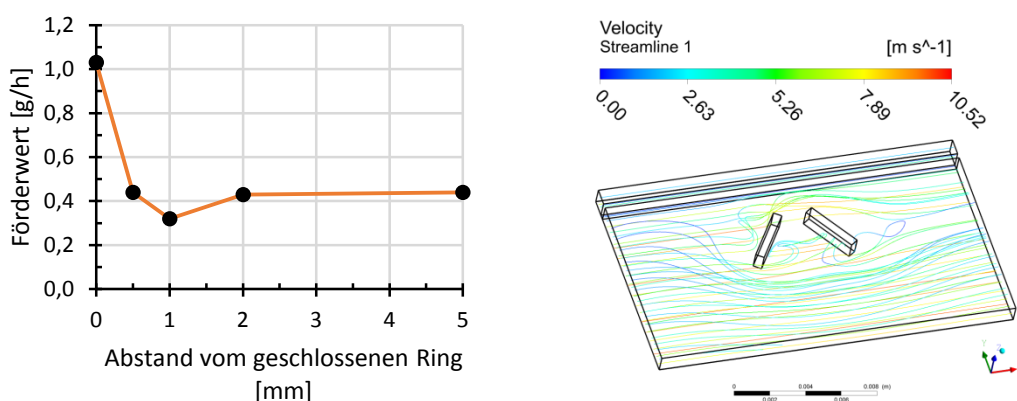 1,2
1,0
0,8
0,6
0,4
0,2
0,0
Förderwert [g/h]
0 1 2 3 4 5
Abstand vom geschlossenen Ring
[mm]
Velocity
Streamline 1
[m s^-1]
0.00 2.63 5.26 7.89 10.52
0 0.004 0.008 (m)
0.002 0.006
Y
Z